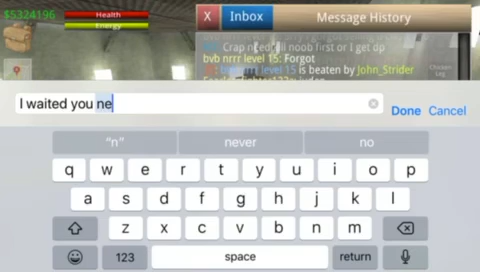 $5324196
Health
Energy
X
Inbox
Message History
Crap need kill noob first or I get dp
bvb nrrr level 15: Forgot
level 15 is beaten by John_Strider
I waited you ne
Done
Cancel
“n”
never
no
q w e r t y u i o p
a s d f g h j k l
z x c v b n m
123
space
return